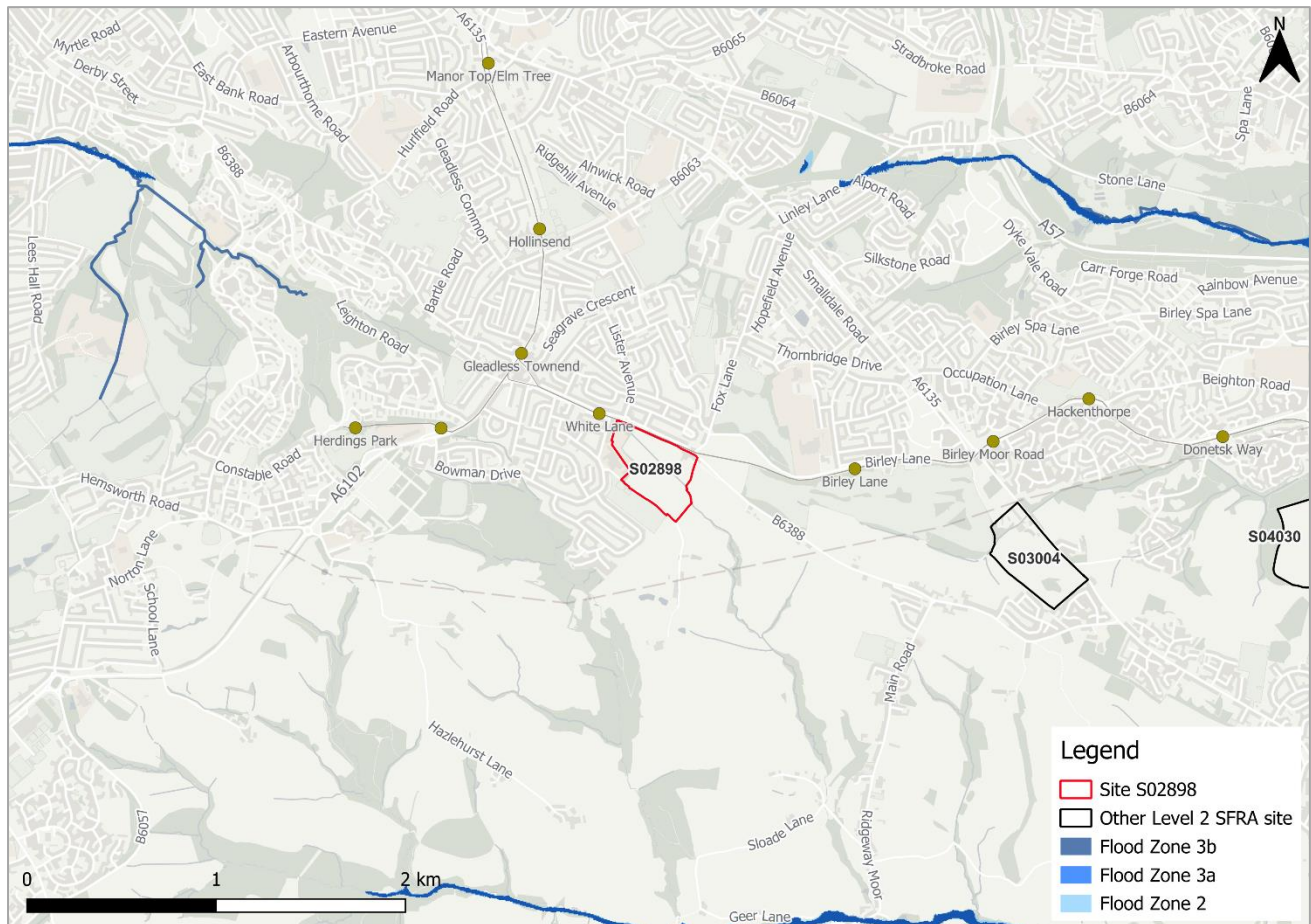 Myrtle Road
Eastern Avenue
A6135
B6065
Stradbroke Road
N
Derby Street
East Bank Road
Arbourthorne Road
Manor Top/Elm Tree
B6064
B6064
Spa Lane
Hurlfield Road
Gleadless Common
Ridgehill Avenue
Alnwick Road
B6063
B6388
Linley Lane
Alport Road
Stone Lane
Lees Hall Road
Hollinsend
A57
Bartle Road
Hopefield Avenue
Silkstone Road
Dyke Vale Road
Carr Forge Road
Rainbow Avenue
Smalldale Road
Leighton Road
Seagrave Crescent
Birley Spa Lane
Birley Spa Lane
Gleadless Townend
Lister Avenue
Thornbridge Drive
Fox Lane
A6135
Occupation Lane
Beighton Road
Hackenthorpe
White Lane
Herdings Park
Birley Moor Road
Donetsk Way
Constable Road
A6102
Bowman Drive
S02898
Birley Lane
Birley Lane
Hemsworth Road
B6388
S04030
Norton Lane
School Lane
S03004
Main Road
Hazlehurst Lane
Sloade Lane
Ridgeway Moor
B6057
Geer Lane
Legend
Site S02898
Other Level 2 SFRA site
Flood Zone 3b
Flood Zone 3a
Flood Zone 2
0 1 2 km